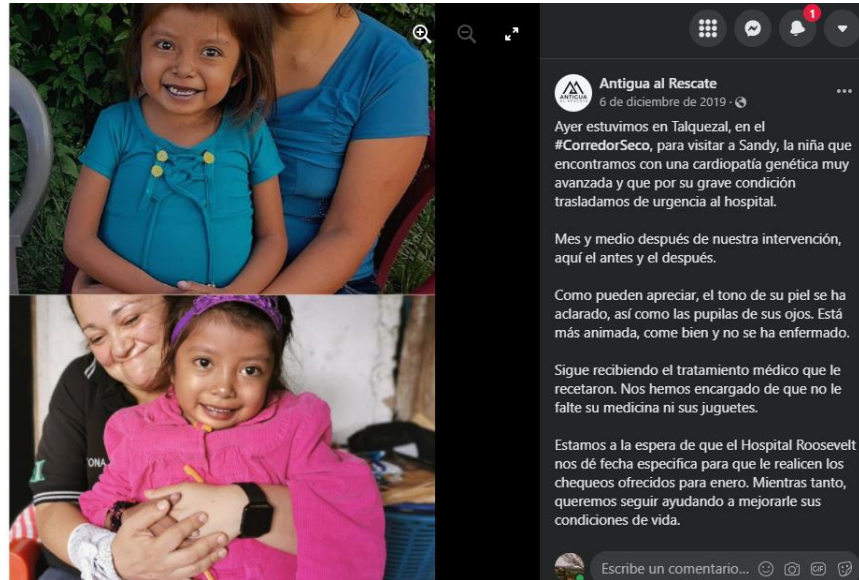 1
Antigua al Rescate
6 de diciembre de 2019 ·
ANTIGUA
AL RESCATE
Ayer estuvimos en Talquezal, en el
#CorredorSeco, para visitar a Sandy, la niña que
encontramos con una cardiopatía genética muy
avanzada y que por su grave condición
trasladamos de urgencia al hospital.
Mes y medio después de nuestra intervención,
aquí el antes y el después.
Como pueden apreciar, el tono de su piel se ha
aclarado, así como las pupilas de sus ojos. Está
más animada, come bien y no se ha enfermado.
Sigue recibiendo el tratamiento médico que le
recetaron. Nos hemos encargado de que no le
falte su medicina ni sus juguetes.
Estamos a la espera de que el Hospital Roosevelt
nos dé fecha especifica para que le realicen los
chequeos ofrecidos para enero. Mientras tanto,
queremos seguir ayudando a mejorarle sus
condiciones de vida.
Escribe un comentario...
GIF